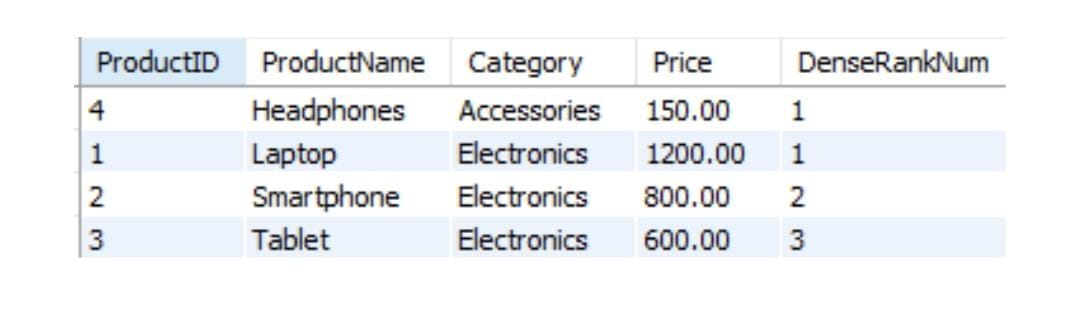 ProductID ProductName Category Price DenseRankNum
4 Headphones Accessories 150.00 1
1 Laptop Electronics 1200.00 1
2 Smartphone Electronics 800.00 2
3 Tablet Electronics 600.00 3